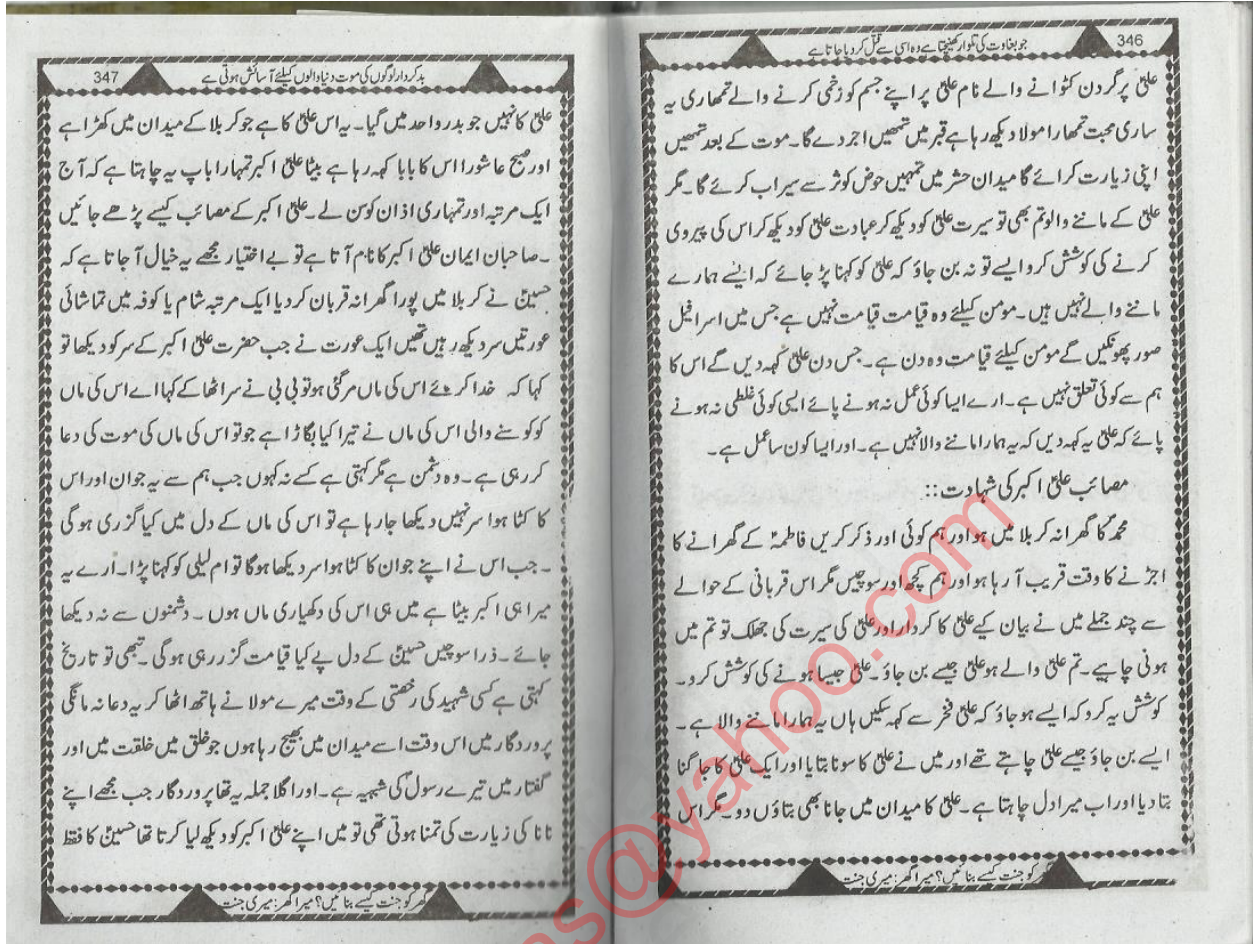 346
جو بغاوت کی تلوار کھینچتا ہے وہ اسی سے قتل کر دیا جاتا ہے
علیؑ پر گردن کٹوانے والے نام علیؑ پر اپنے جسم کو زخمی کرنے والے تمھاری یہ
ساری محبت تمھارا مولا دیکھ رہا ہے قبر میں تمھیں اجر دے گا۔ موت کے بعد تمھیں
اپنی زیارت کرائے گا میدان حشر میں تمہیں حوض کوثر سے سیراب کرئے گا۔ مگر
علیؑ کے ماننے والو تم بھی تو سیرت علیؑ کو دیکھ کر عبادت علیؑ کو دیکھ کر اس کی پیروی
کرنے کی کوشش کرو ایسے تو نہ بن جاؤ کہ علیؑ کو کہنا پڑ جائے کہ ایسے ہمارے
ماننے والے نہیں ہیں۔ مومن کیلئے وہ قیامت قیامت نہیں ہے جس میں اسرافیل
صور پھونکیں گے مومن کیلئے قیامت وہ دن ہے۔ جس دن علیؑ کہہ دیں گے اس کا
ہم سے کوئی تعلق نہیں ہے۔ ارے ایسا کوئی عمل نہ ہونے پائے ایسی کوئی غلطی نہ ہونے
پائے کہ علیؑ یہ کہہ دیں کہ یہ ہمارا ماننے والا نہیں ہے۔ اور ایسا کون سا عمل ہے۔
مصائب علیؑ اکبر کی شہادت::
محمدؐ کا گھرانہ کربلا میں ہو اور ہم کوئی اور ذکر کریں فاطمہؑ کے گھرانے کا
اجڑنے کا وقت قریب آ رہا ہو اور ہم کچھ اور سوچیں مگر اس قربانی کے حوالے
سے چند جملے میں نے بیان کیے علیؑ کا کردار اور علیؑ کی سیرت کی جھلک تو تم میں
ہونی چاہیے۔ تم علیؑ والے ہو علیؑ جیسے بن جاؤ۔ علیؑ جیسا ہونے کی کوشش کرو۔
کوشش یہ کرو کہ ایسے ہو جاؤ کہ علیؑ فخر سے کہہ سکیں ہاں یہ ہمارا ماننے والا ہے۔
ایسے بن جاؤ جیسے علیؑ چاہتے تھے اور میں نے علیؑ کا سونا بتایا اور ایک علیؑ کا جاگنا
بتا دیا اور اب میرا دل چاہتا ہے۔ علیؑ کا میدان میں جانا بھی بتاؤں دو۔ مگر اس
گھر کو جنت کیسے بنائیں؟ میرا گھر: میری جنت
347
بدکردار لوگوں کی موت دنیا والوں کیلئے آسائش ہوتی ہے
علیؑ کا نہیں جو بدر و احد میں گیا۔ یہ اس علیؑ کا ہے جو کربلا کے میدان میں کھڑا ہے
اور صبح عاشورا اس کا بابا کہہ رہا ہے بیٹا علیؑ اکبر تمہارا باپ یہ چاہتا ہے کہ آج
ایک مرتبہ اور تمہاری اذان کو سن لے۔ علیؑ اکبر کے مصائب کیسے پڑھے جائیں
۔ صاحبان ایمان علیؑ اکبر کا نام آتا ہے تو بے اختیار مجھے یہ خیال آ جاتا ہے کہ
حسینؑ نے کربلا میں پورا گھرانہ قربان کر دیا ایک مرتبہ شام یا کوفہ میں تماشائی
عورتیں سر دیکھ رہیں تھیں ایک عورت نے جب حضرت علیؑ اکبر کے سر کو دیکھا تو
کہا کہ خدا کرئے اس کی ماں مر گئی ہو تو بی بی نے سر اٹھا کے کہا اے اس کی ماں
کو کوسنے والی اس کی ماں نے تیرا کیا بگاڑا ہے جو تو اس کی ماں کی موت کی دعا
کر رہی ہے۔ وہ دشمن ہے مگر کہتی ہے کسے نہ کہوں جب ہم سے یہ جوان اور اس
کا کٹا ہوا سر نہیں دیکھا جا رہا ہے تو اس کی ماں کے دل میں کیا گزری ہو گی
۔ جب اس نے اپنے جوان کا کٹا ہوا سر دیکھا ہو گا تو ام لیلی کو کہنا پڑا۔ ارے یہ
میرا ہی اکبر بیٹا ہے میں ہی اس کی دکھیاری ماں ہوں۔ دشمنوں سے نہ دیکھا
جائے۔ ذرا سوچیں حسینؑ کے دل پے کیا قیامت گزر رہی ہو گی۔ تبھی تو تاریخ
کہتی ہے کسی شہید کی رخصتی کے وقت میرے مولا نے ہاتھ اٹھا کر یہ دعا نہ مانگی
پروردگار میں اس وقت اسے میدان میں بھیج رہا ہوں جو خلق میں خلقت میں اور
گفتار میں تیرے رسولؐ کی شبیہ ہے۔ اور اگلا جملہ یہ تھا پروردگار جب مجھے اپنے
نانا کی زیارت کی تمنا ہوتی تھی تو میں اپنے علیؑ اکبر کو دیکھ لیا کرتا تھا حسینؑ کا فقط
گھر کو جنت کیسے بنائیں؟ میرا گھر: میری جنت
s@yahoo.com